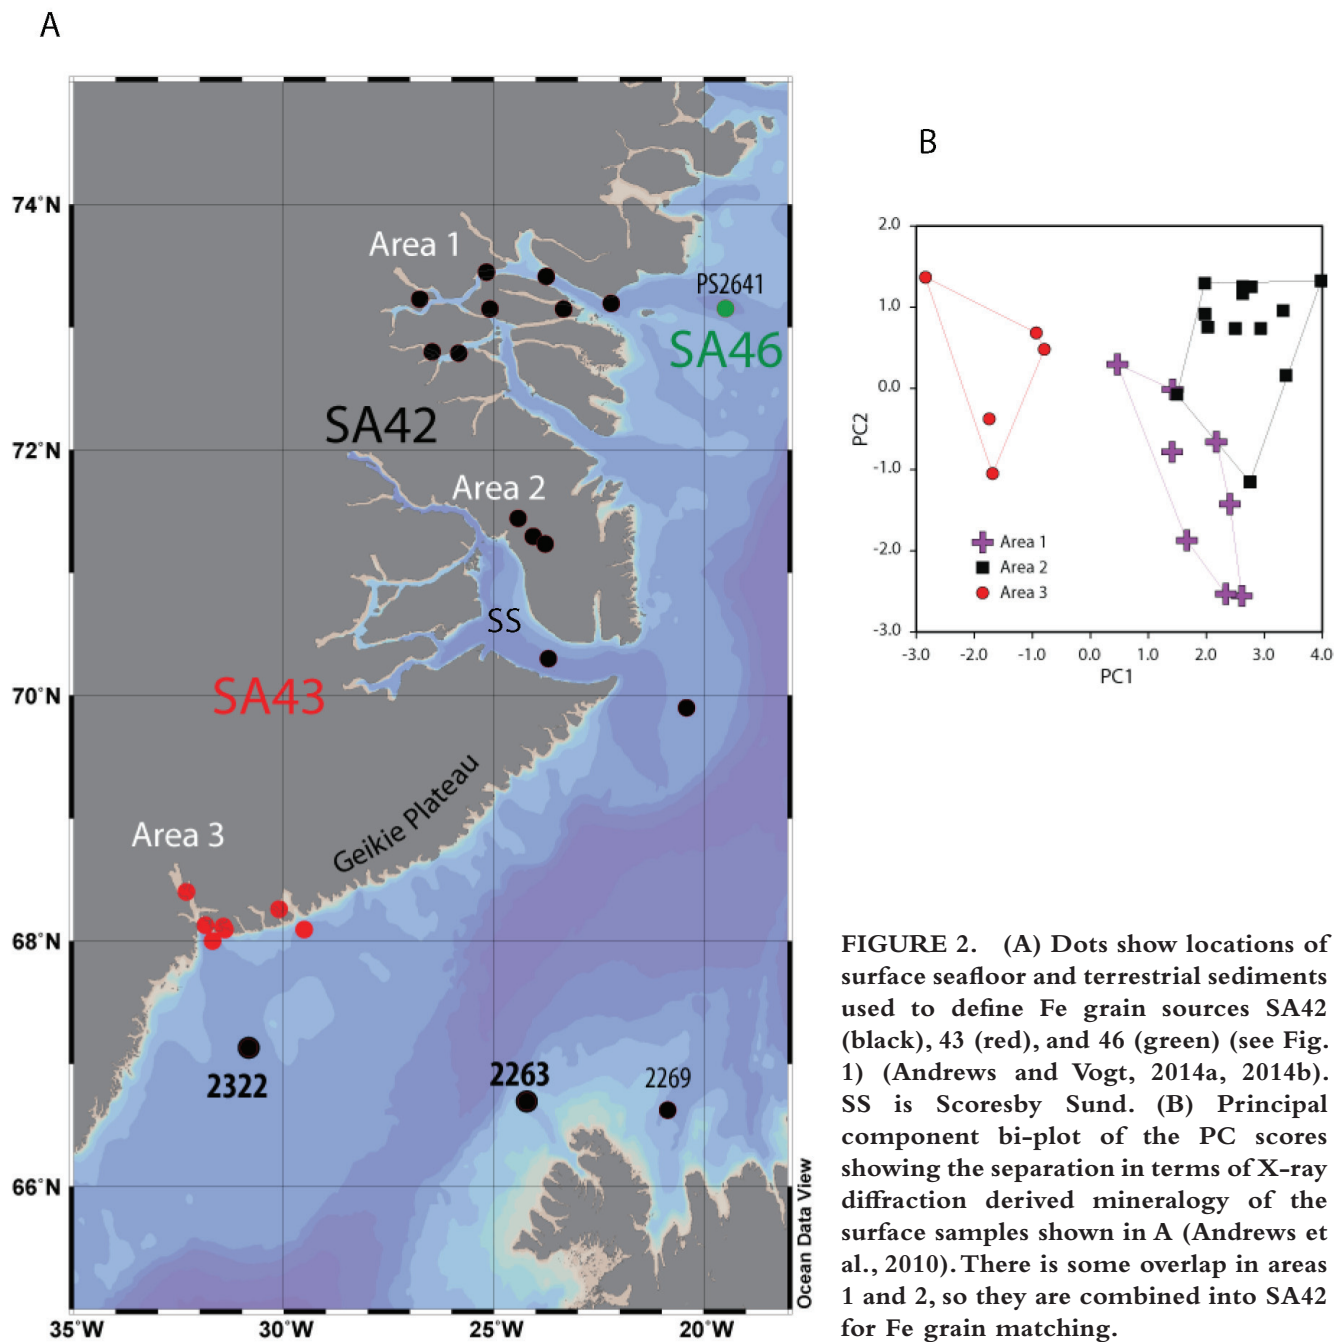 A
74°N
72°N
70°N
68°N
66°N
35°W
30°W
25°W
20°W
Area 1
PS2641
SA46
SA42
Area 2
SS
SA43
Geikie Plateau
Area 3
2322
2263
2269
Ocean Data View
B
2.0
1.0
0.0
-1.0
-2.0
-3.0
PC2
Area 1
Area 2
Area 3
-3.0
-2.0
-1.0
0.0
1.0
2.0
3.0
4.0
PC1
FIGURE 2. (A) Dots show locations of
surface seafloor and terrestrial sediments
used to define Fe grain sources SA42
(black), 43 (red), and 46 (green) (see Fig.
1) (Andrews and Vogt, 2014a, 2014b).
SS is Scoresby Sund. (B) Principal
component bi-plot of the PC scores
showing the separation in terms of X-ray
diffraction derived mineralogy of the
surface samples shown in A (Andrews et
al., 2010). There is some overlap in areas
1 and 2, so they are combined into SA42
for Fe grain matching.